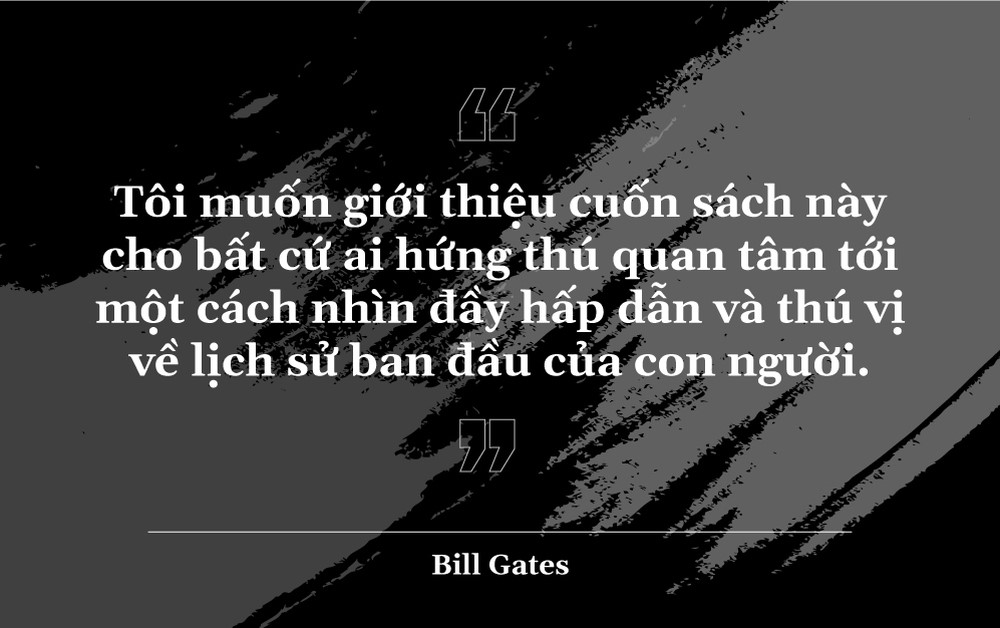 “
Tôi muốn giới thiệu cuốn sách này
cho bất cứ ai hứng thú quan tâm tới
một cách nhìn đầy hấp dẫn và thú vị
về lịch sử ban đầu của con người.
”
Bill Gates